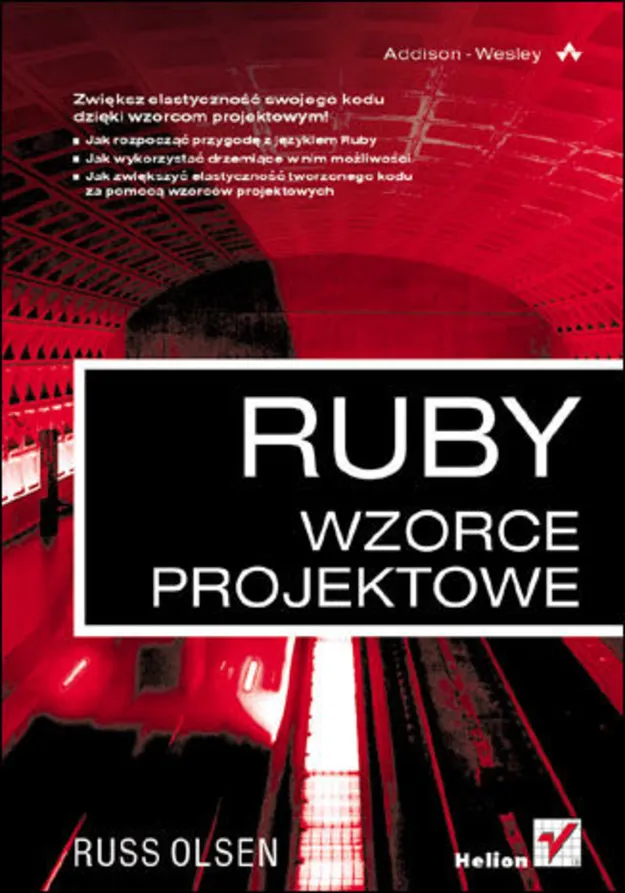 Addison-Wesley
Zwiększ elastyczność swojego kodu
dzięki wzorcom projektowym!
Jak rozpocząć przygodę z językiem Ruby
Jak wykorzystać drzemiące w nim możliwości
Jak zwiększyć elastyczność tworzonego kodu
za pomocą wzorców projektowych
RUBY
WZORCE
PROJEKTOWE
RUSS OLSEN
Helion